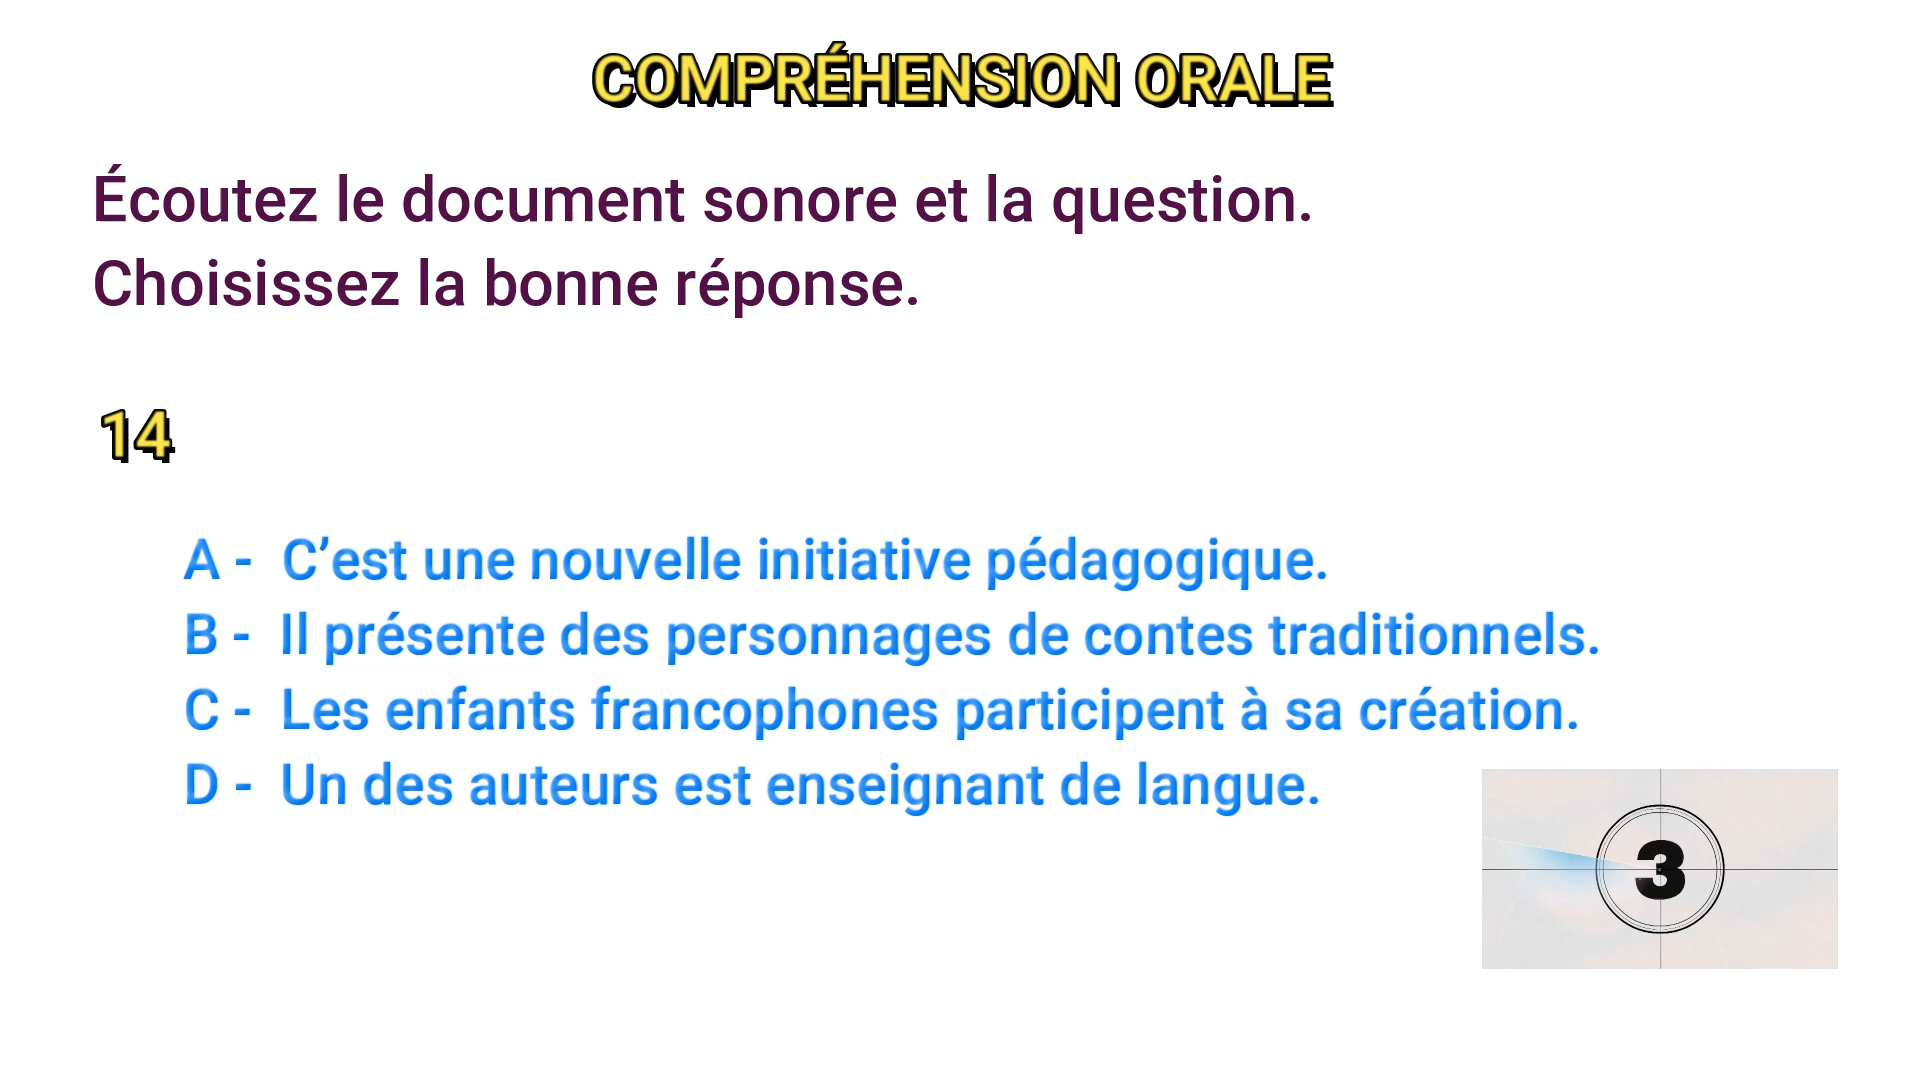 COMPRÉHENSION ORALE
Écoutez le document sonore et la question.
Choisissez la bonne réponse.
14
A - C’est une nouvelle initiative pédagogique.
B - Il présente des personnages de contes traditionnels.
C - Les enfants francophones participent à sa création.
D - Un des auteurs est enseignant de langue.
3